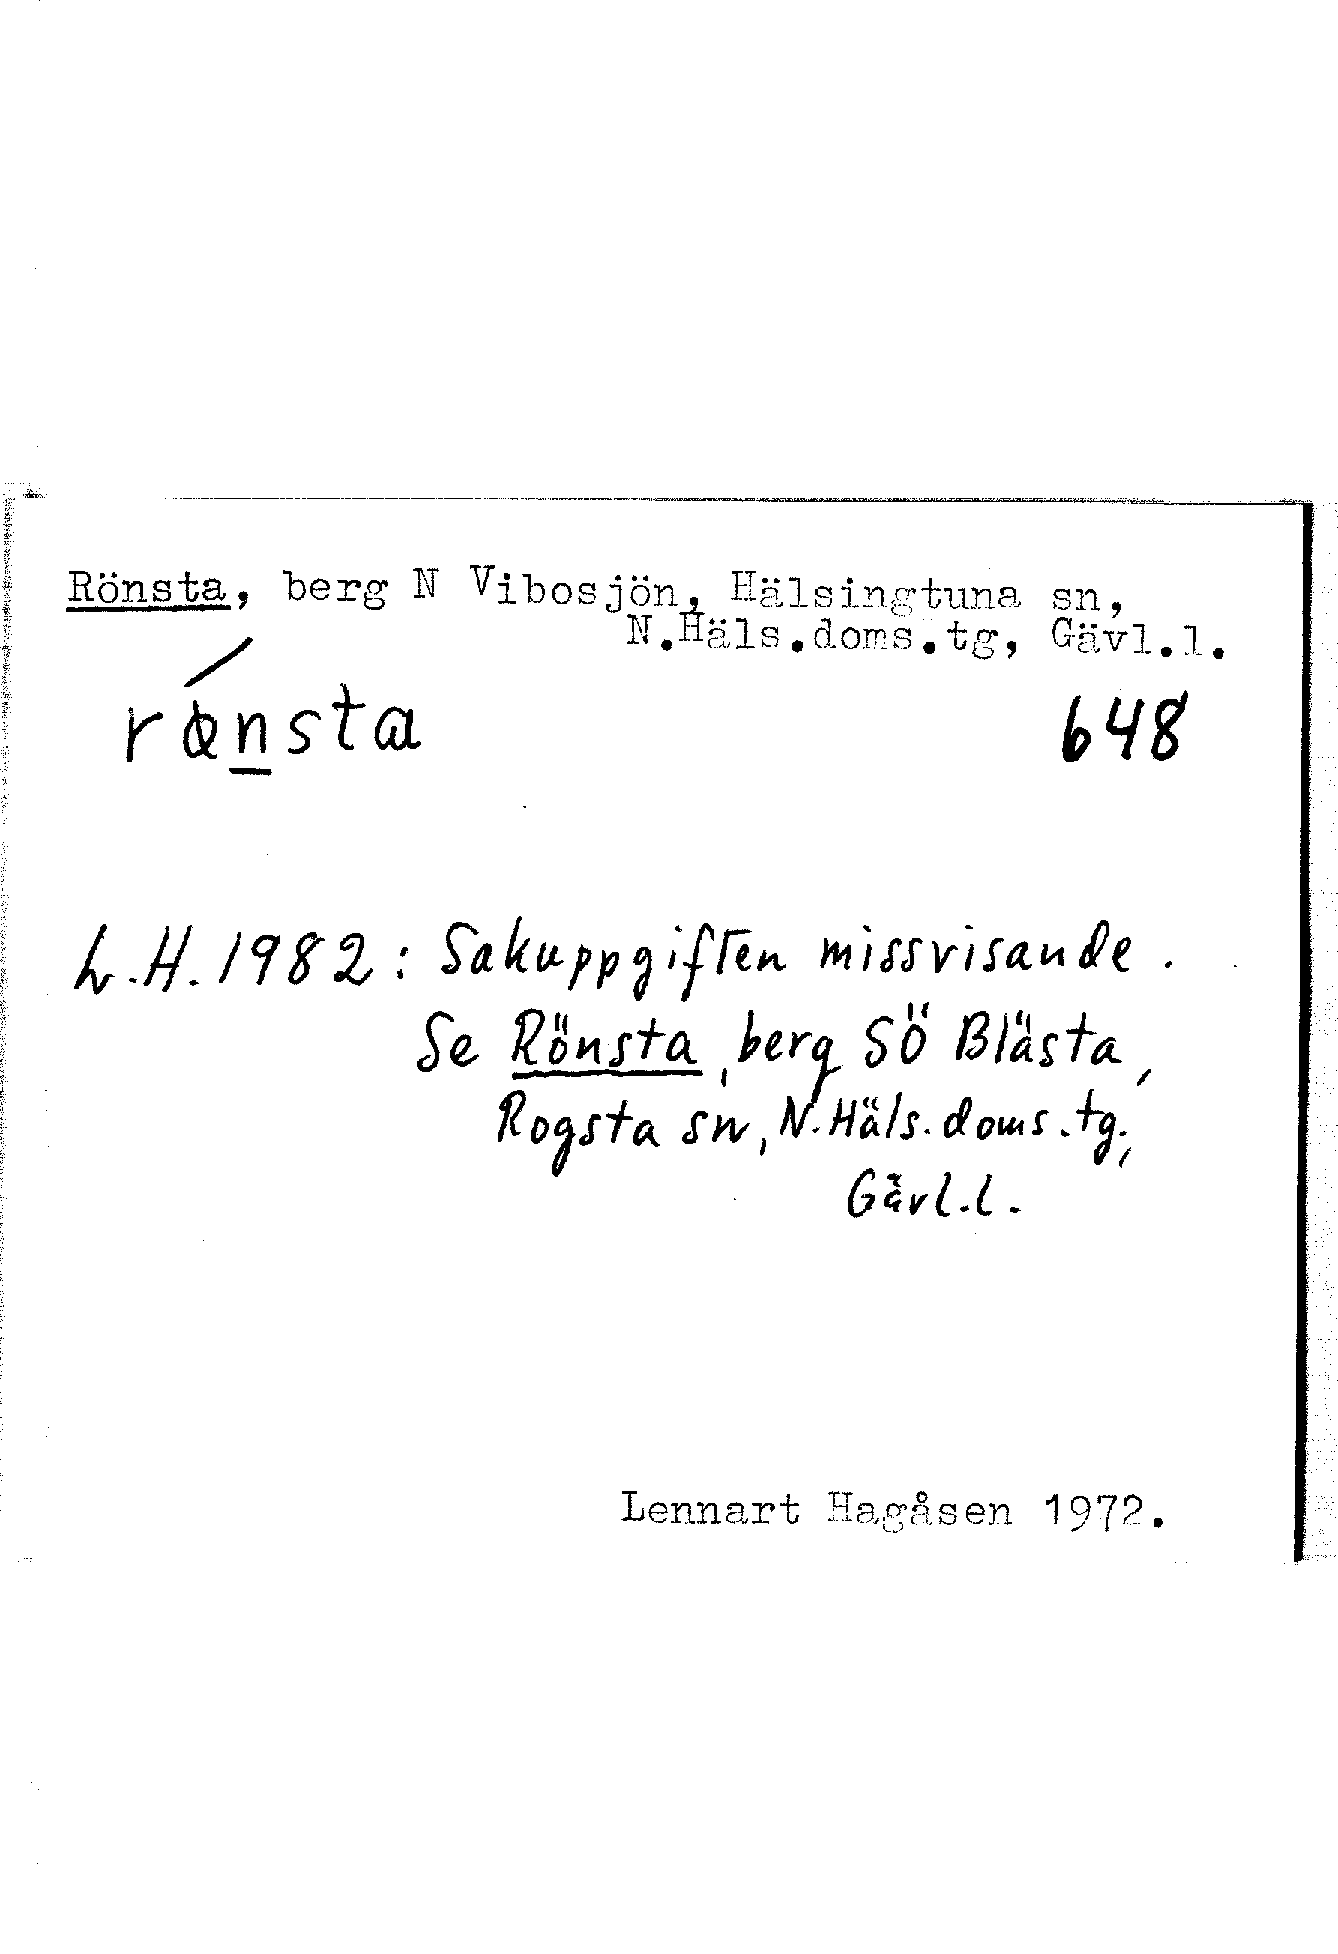 Rönsta, berg N Vibosjön, Hälsingtuna sn,
N.Häls.doms.tg, Gävl.l.
648
L.H. 1982: Sakuppgiften missvisande.
Se Rönsta, berg SÖ Blästa,
Rogsta sn, N.Häls.doms.tg.,
Gävl.l.
Lennart Hagåsen 1972.